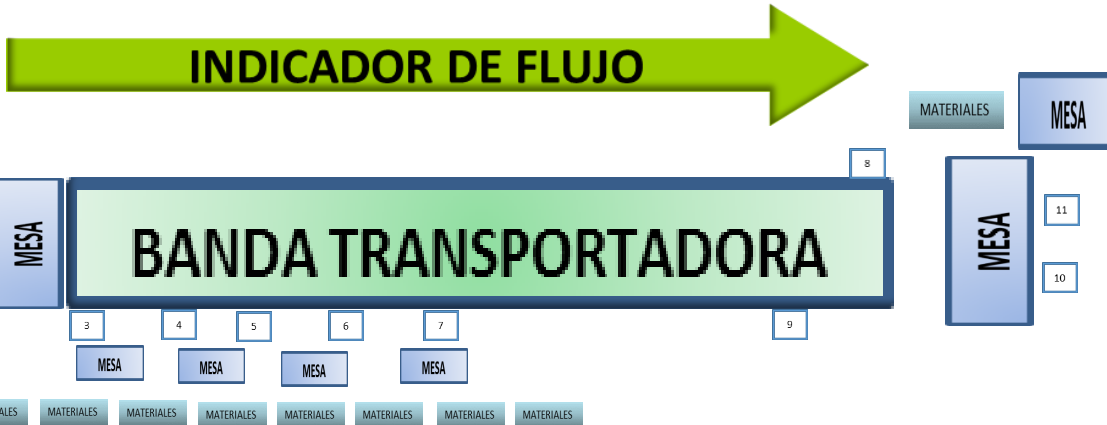 INDICADOR DE FLUJO
MATERIALES
MESA
8
MESA
BANDA TRANSPORTADORA
MESA
11
10
3
4
5
6
7
9
MESA
MESA
MESA
MESA
ALES
MATERIALES
MATERIALES
MATERIALES
MATERIALES
MATERIALES
MATERIALES
MATERIALES